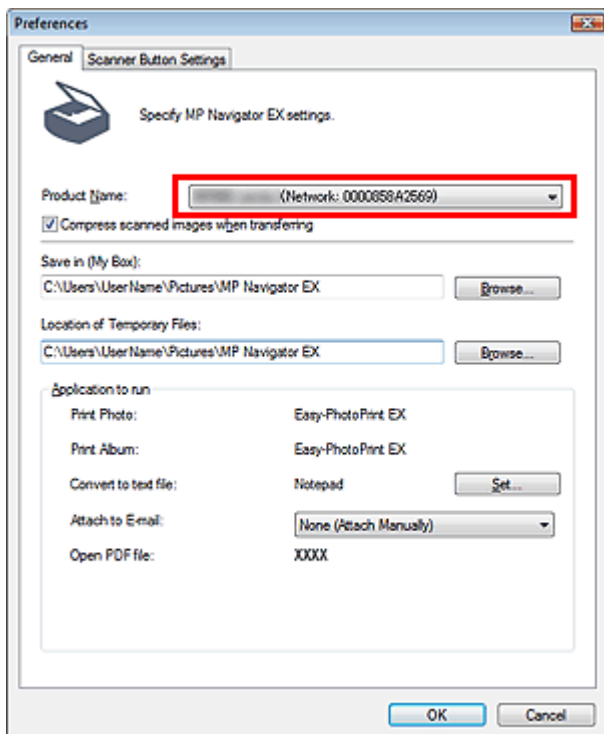 Preferences
General Scanner Button Settings
Specify MP Navigator EX settings.
Product Name: (Network: 0000858A2569)
Compress scanned images when transferring
Save in (My Box):
C:\Users\UserName\Pictures\MP Navigator EX Browse...
Location of Temporary Files:
C:\Users\UserName\Pictures\MP Navigator EX Browse...
Application to run
Print Photo: Easy-PhotoPrint EX
Print Album: Easy-PhotoPrint EX
Convert to text file: Notepad Set...
Attach to E-mail: None (Attach Manually)
Open PDF file: XXXX
OK Cancel